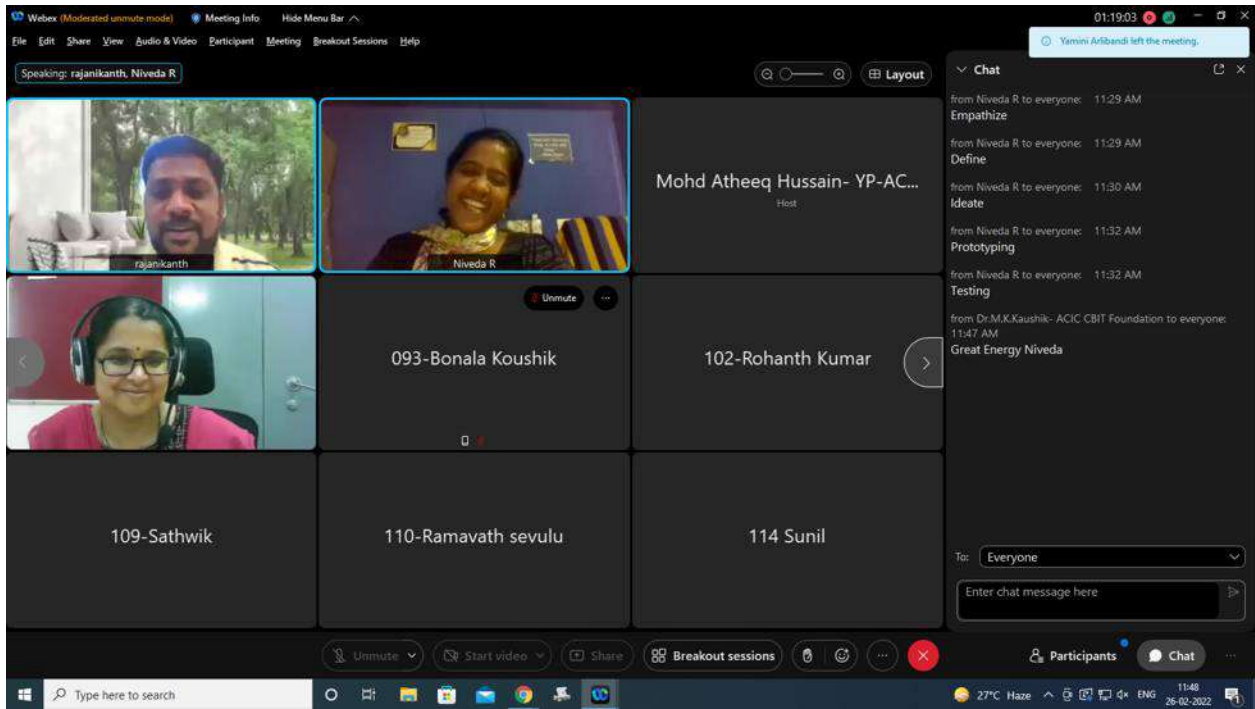 Webex (Moderated unmute mode) Meeting Info Hide Menu Bar
01:19:03
File Edit Share View Audio & Video Participant Meeting Breakout Sessions Help
Yamini Arlibandi left the meeting.
Speaking: rajanikanth, Niveda R
Layout
rajanikanth
Niveda R
Mohd Atheeq Hussain- YP-AC...
Host
Unmute
093-Bonala Koushik
102-Rohanth Kumar
109-Sathwik
110-Ramavath sevulu
114 Sunil
Chat
from Niveda R to everyone: 11:29 AM
Empathize
from Niveda R to everyone: 11:29 AM
Define
from Niveda R to everyone: 11:30 AM
Ideate
from Niveda R to everyone: 11:32 AM
Prototyping
from Niveda R to everyone: 11:32 AM
Testing
from Dr.M.K.Kaushik- ACIC CBIT Foundation to everyone:
11:47 AM
Great Energy Niveda
To: Everyone
Enter chat message here
Unmute Start video Share Breakout sessions
Participants Chat
Type here to search
27°C Haze ENG 11:48
26-02-2022